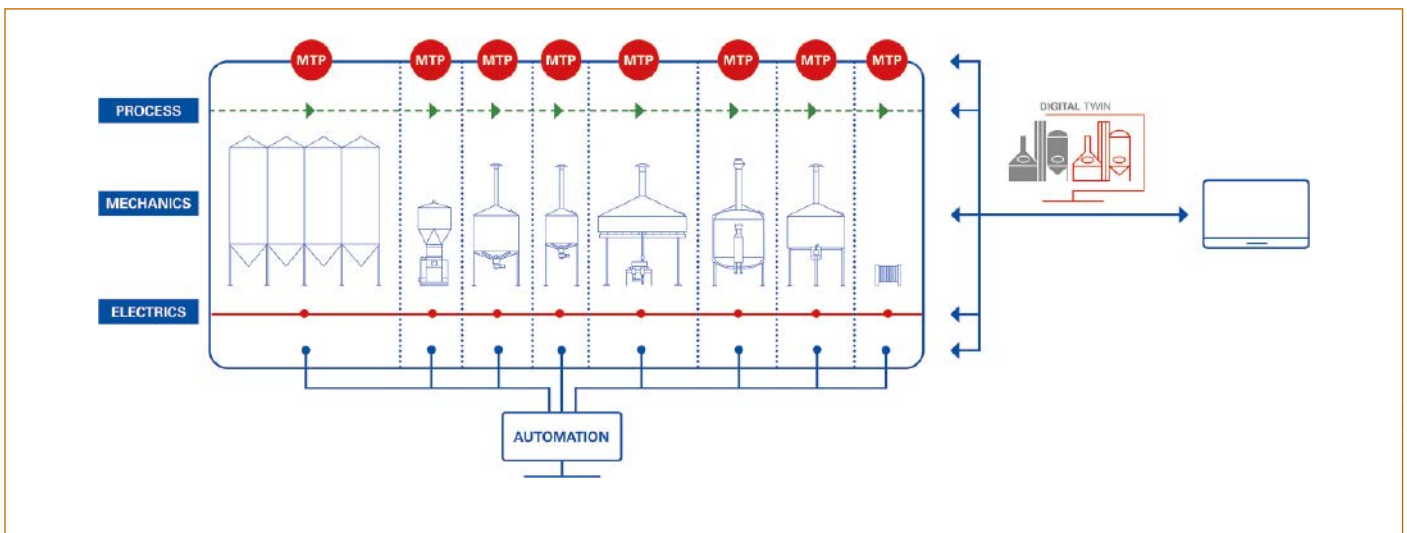 MTP MTP MTP MTP MTP MTP MTP MTP
PROCESS
DIGITAL TWIN
MECHANICS
ELECTRICS
AUTOMATION